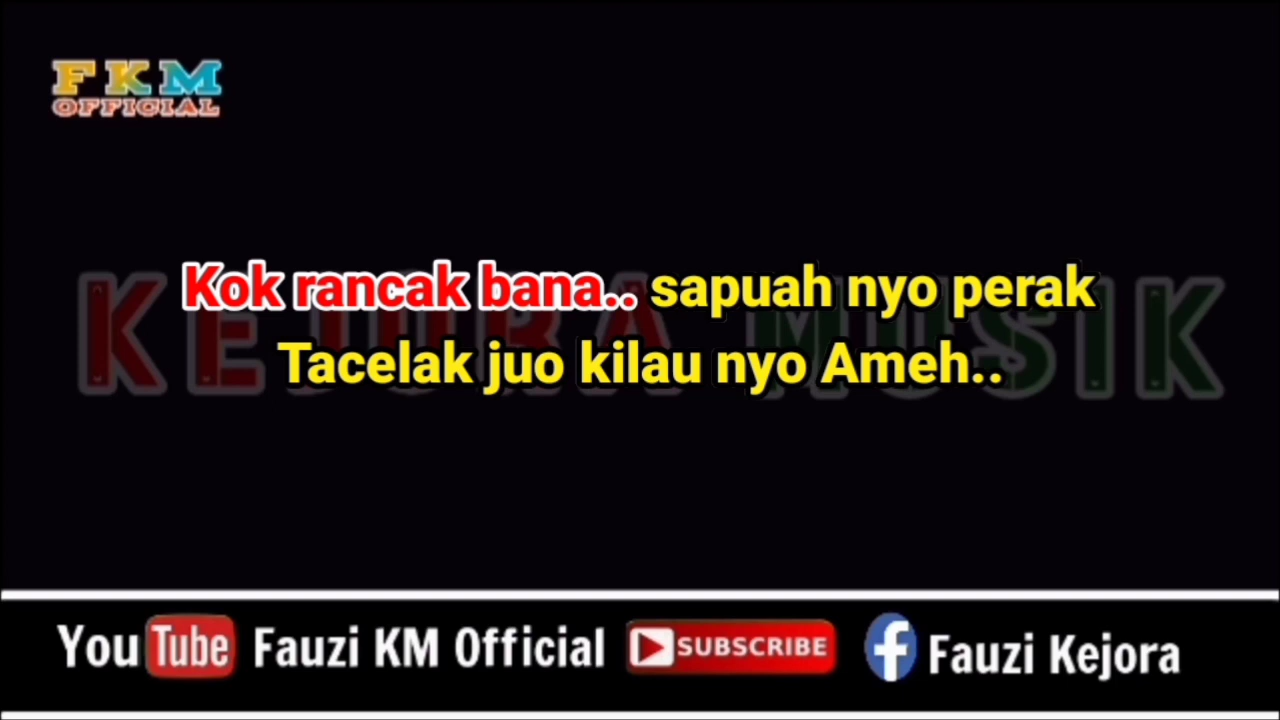 FKM
OFFICIAL
Kok rancak bana.. sapuah nyo perak
Tacelak juo kilau nyo Ameh..
KEJORA MUSIK
YouTube Fauzi KM Official SUBSCRIBE f Fauzi Kejora